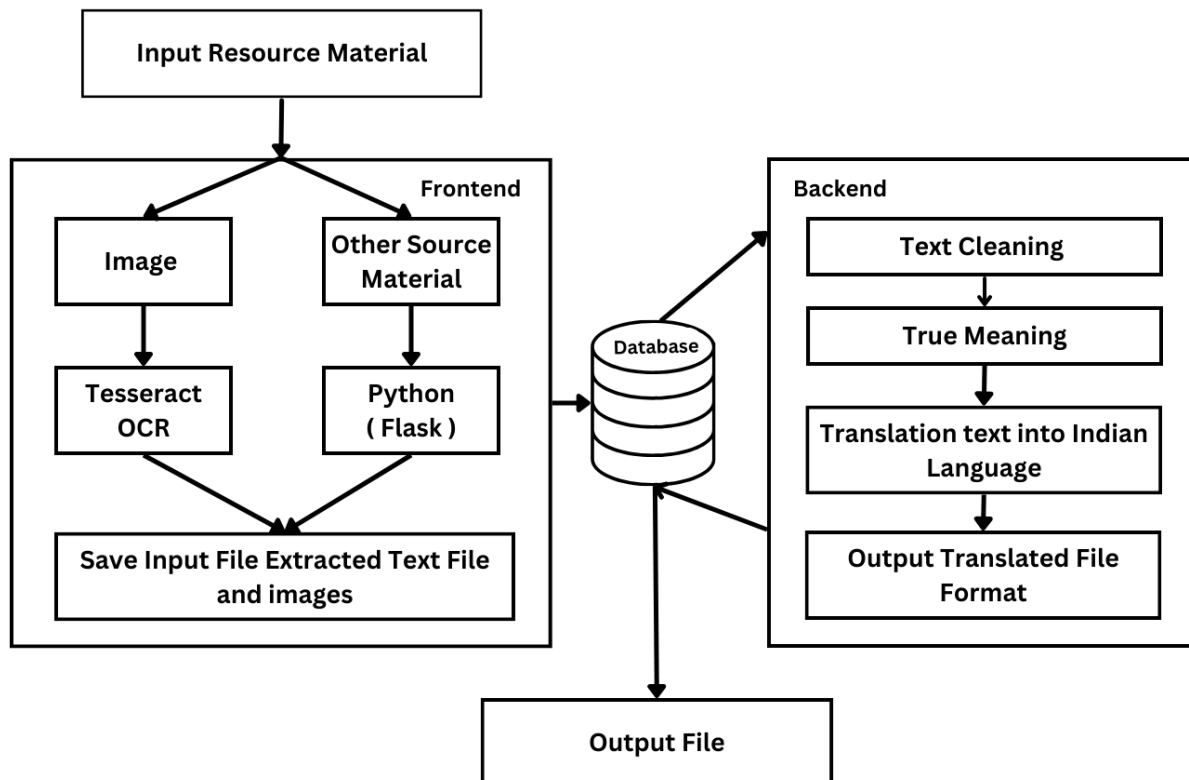 Input Resource Material
Frontend
Image
Other Source
Material
Tesseract
OCR
Python
( Flask )
Save Input File Extracted Text File
and images
Database
Backend
Text Cleaning
True Meaning
Translation text into Indian
Language
Output Translated File
Format
Output File